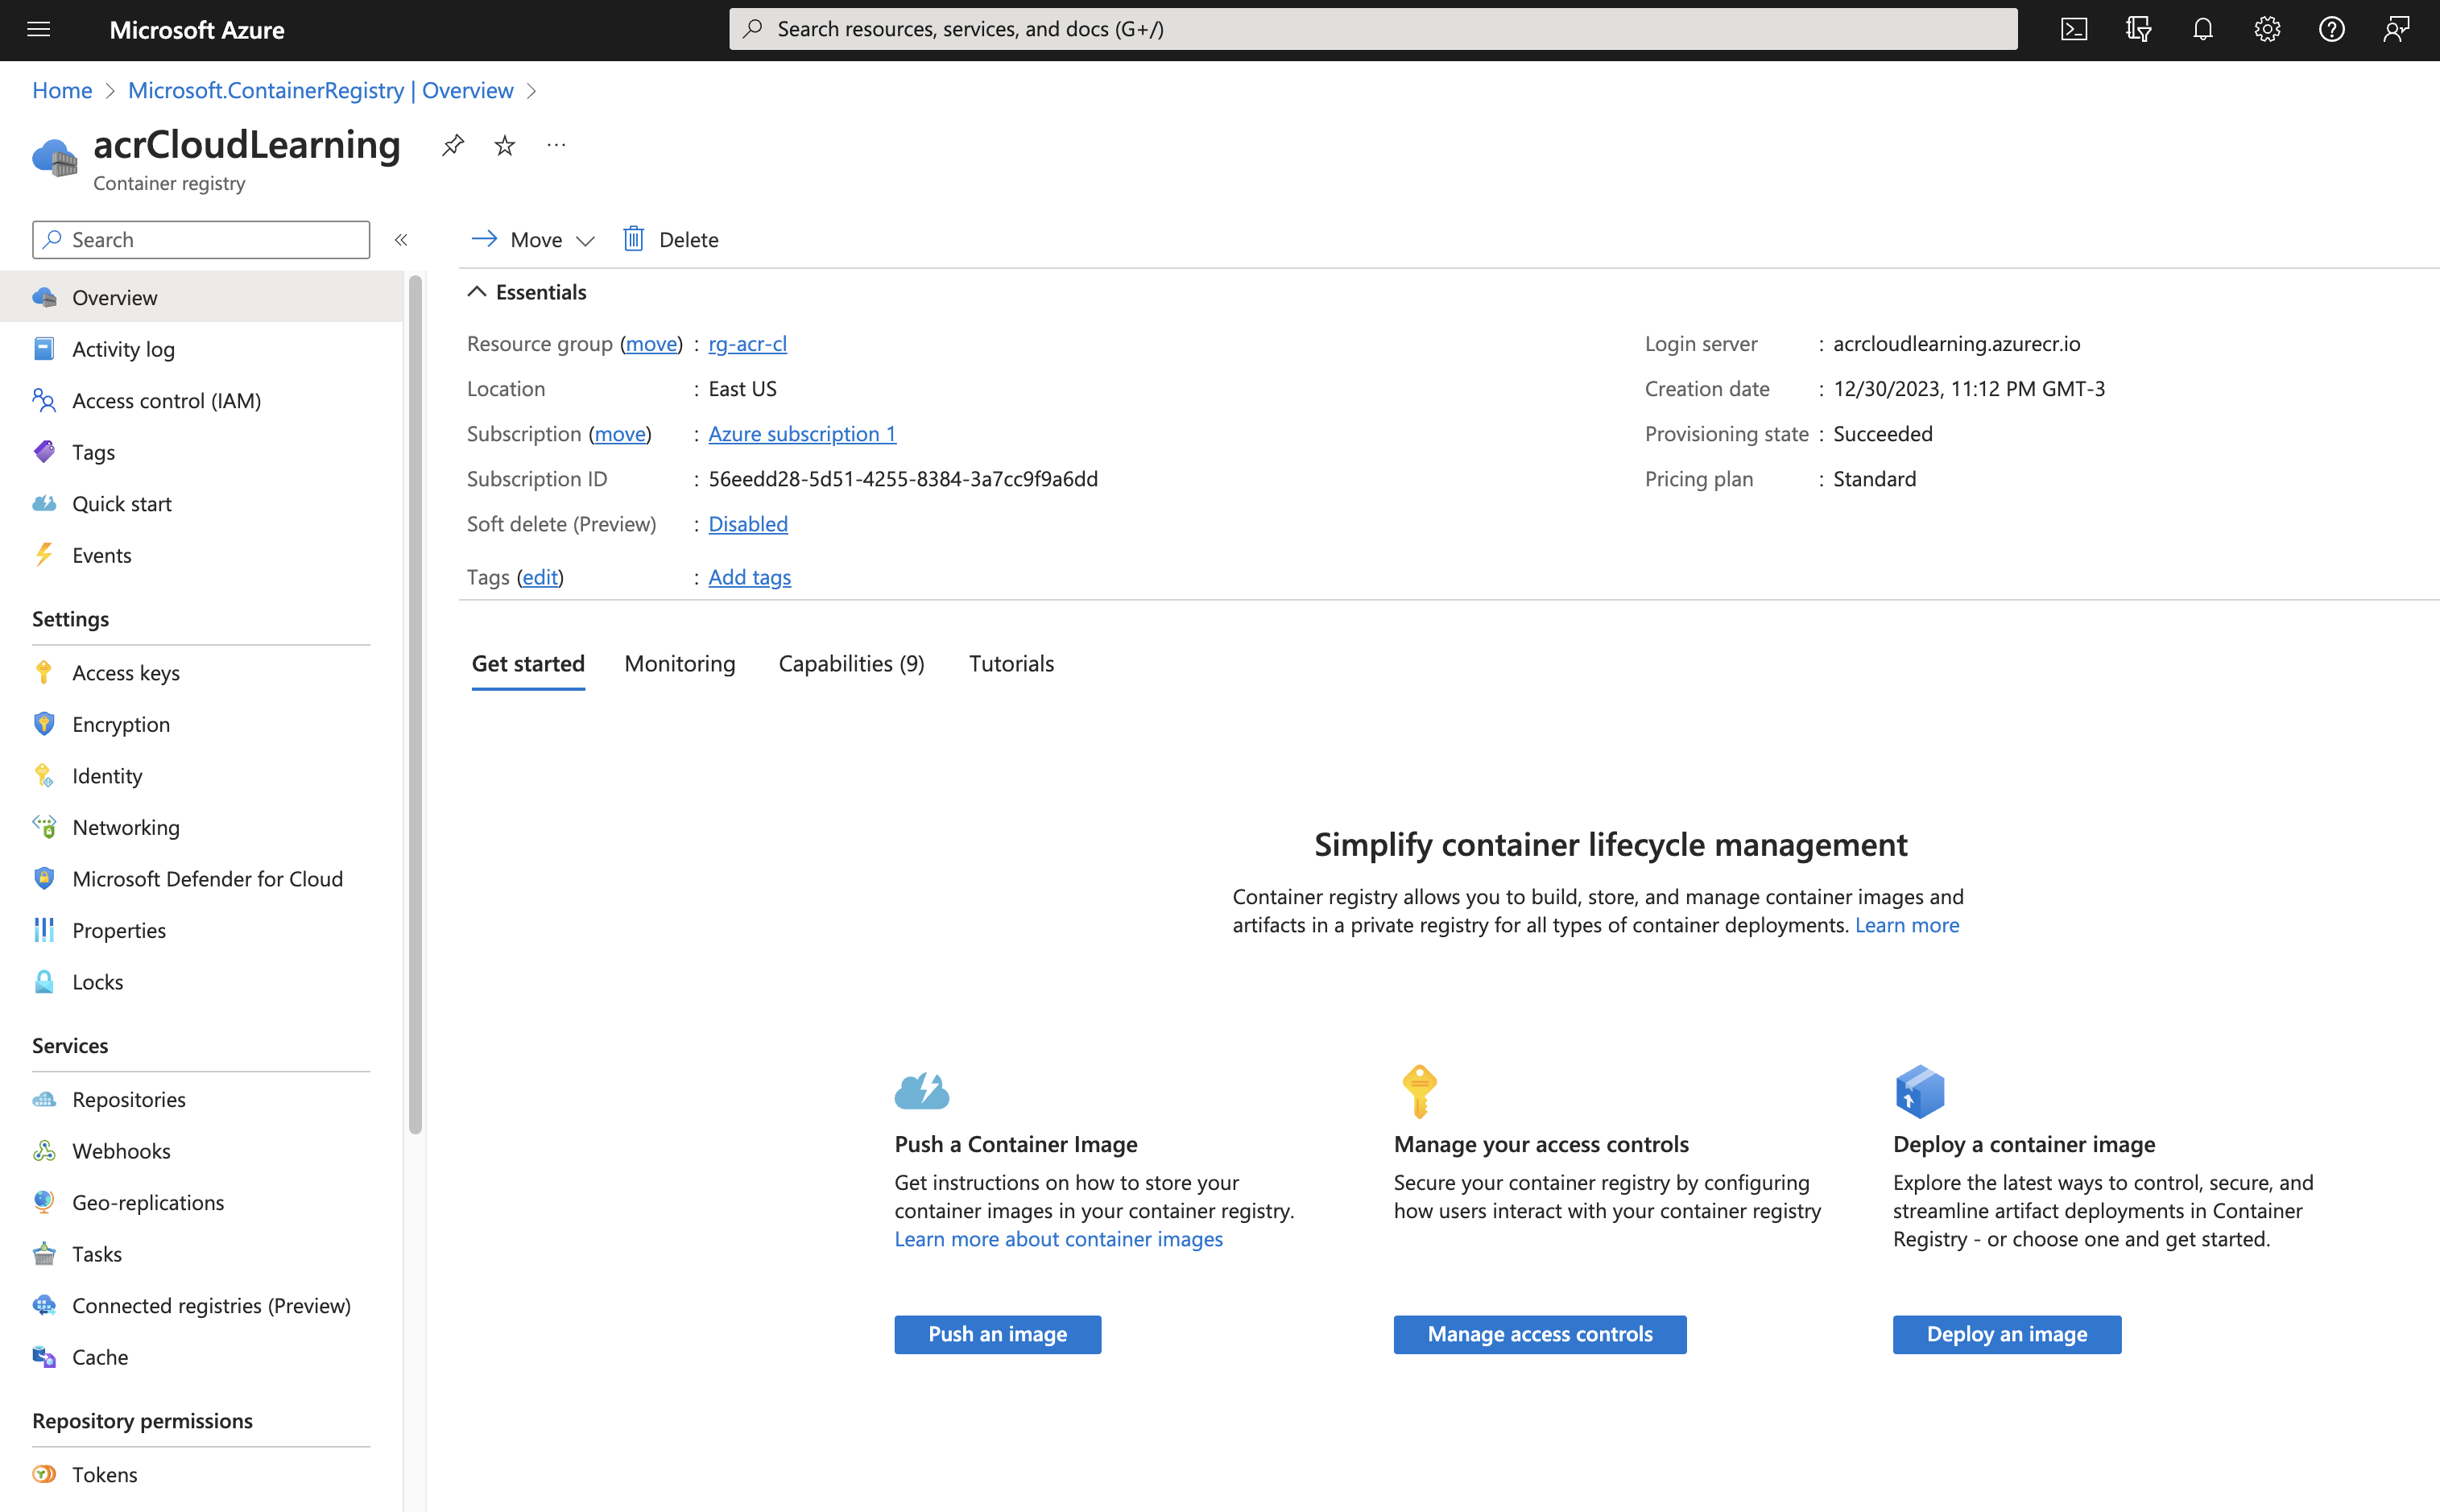 Microsoft Azure
Search resources, services, and docs (G+/)
Home > Microsoft.ContainerRegistry | Overview >
acrCloudLearning
Container registry
Search
Move
Delete
Overview
Activity log
Access control (IAM)
Tags
Quick start
Events
Settings
Access keys
Encryption
Identity
Networking
Microsoft Defender for Cloud
Properties
Locks
Services
Repositories
Webhooks
Geo-replications
Tasks
Connected registries (Preview)
Cache
Repository permissions
Tokens
Essentials
Resource group (move) : rg-acr-cl
Location : East US
Subscription (move) : Azure subscription 1
Subscription ID : 56eedd28-5d51-4255-8384-3a7cc9f9a6dd
Soft delete (Preview) : Disabled
Tags (edit) : Add tags
Login server : acrcloudlearning.azurecr.io
Creation date : 12/30/2023, 11:12 PM GMT-3
Provisioning state : Succeeded
Pricing plan : Standard
Get started
Monitoring
Capabilities (9)
Tutorials
Simplify container lifecycle management
Container registry allows you to build, store, and manage container images and
artifacts in a private registry for all types of container deployments. Learn more
Push a Container Image
Get instructions on how to store your
container images in your container registry.
Learn more about container images
Push an image
Manage your access controls
Secure your container registry by configuring
how users interact with your container registry
Manage access controls
Deploy a container image
Explore the latest ways to control, secure, and
streamline artifact deployments in Container
Registry - or choose one and get started.
Deploy an image